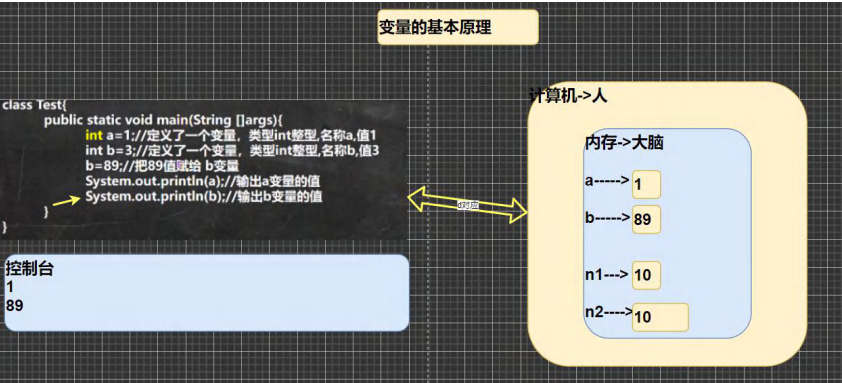 变量的基本原理
class Test{
public static void main(String []args){
int a=1;//定义了一个变量，类型int整型,名称a,值1
int b=3;//定义了一个变量，类型int整型,名称b,值3
b=89;//把89值赋给 b变量
System.out.println(a);//输出a变量的值
System.out.println(b);//输出b变量的值
}
}
控制台
1
89
对应
计算机->人
内存->大脑
a-----> 1
b-----> 89
n1---> 10
n2----> 10